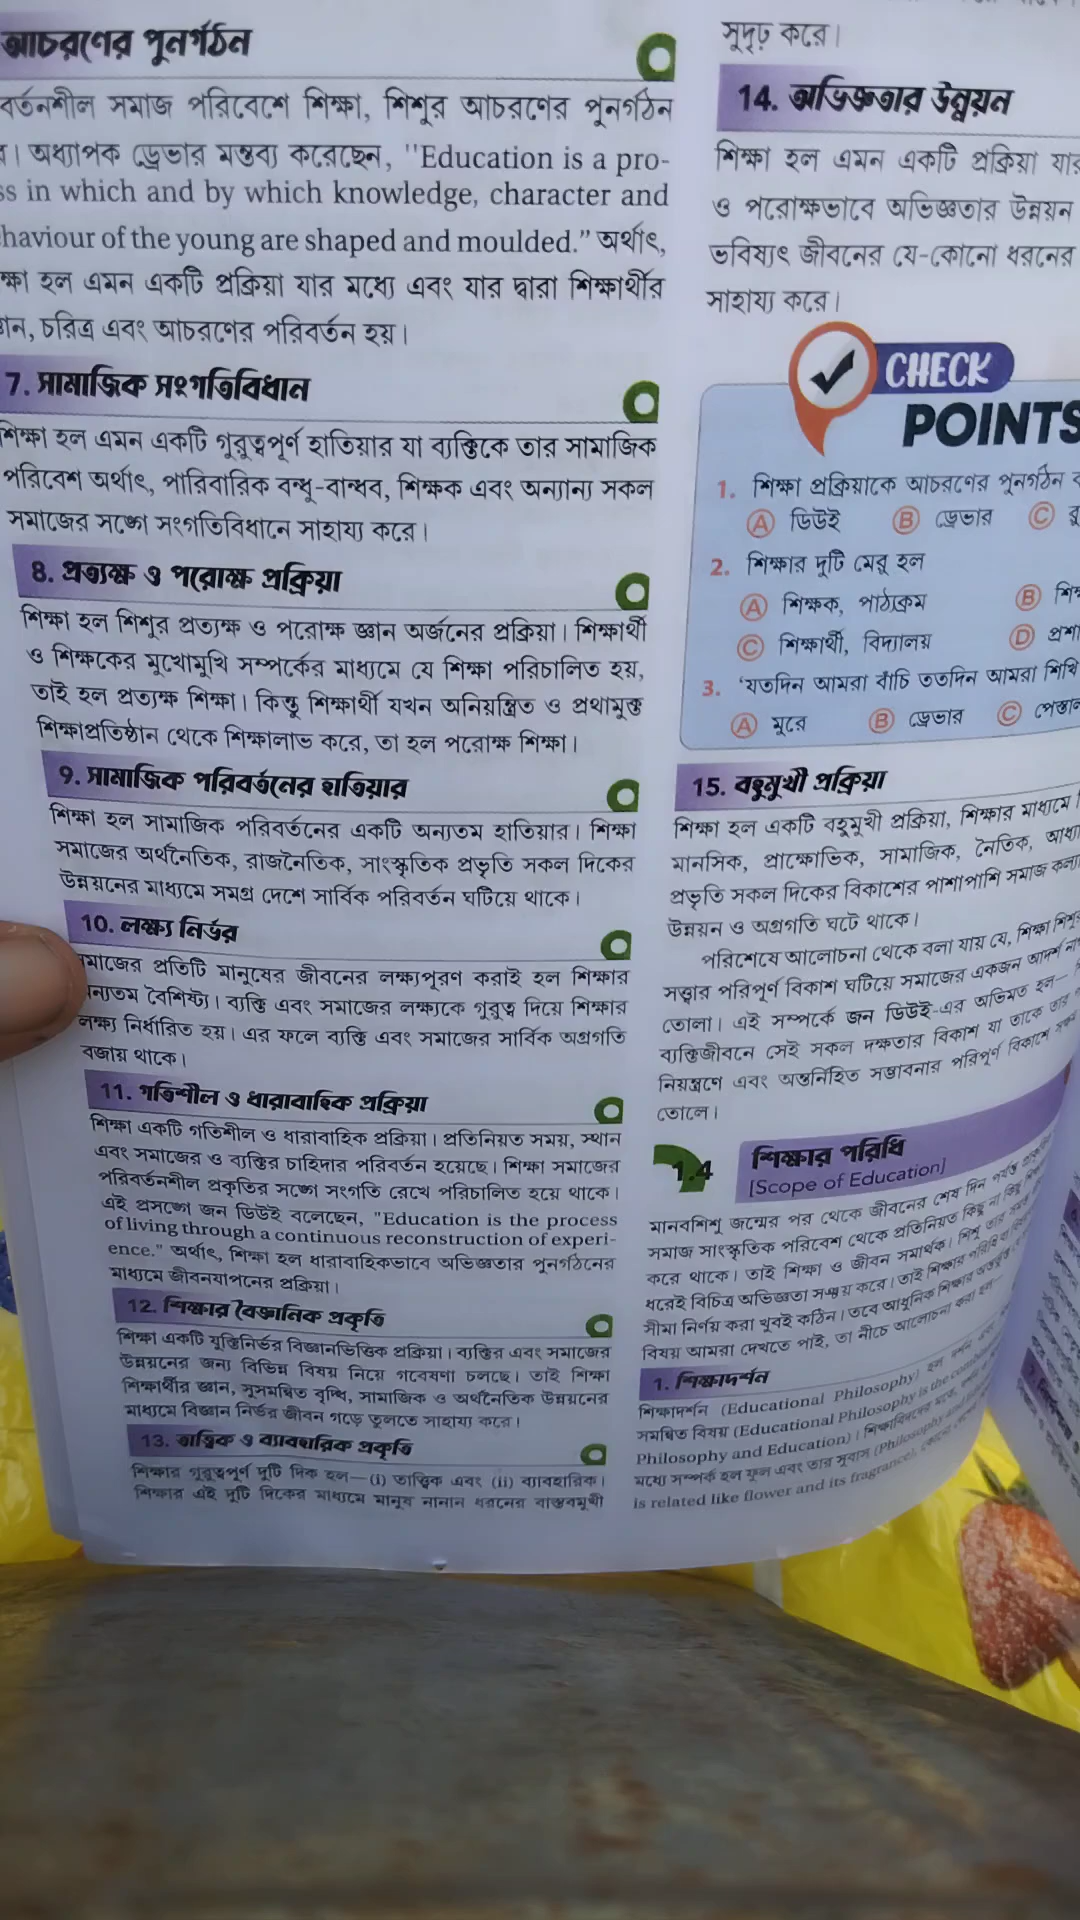 আচরণের পুনর্গঠন
বর্তনশীল সমাজ পরিবেশে শিক্ষা, শিশুর আচরণের পুনর্গঠন
র। অধ্যাপক ড্রেভার মন্তব্য করেছেন, "Education is a pro-
ss in which and by which knowledge, character and
haviour of the young are shaped and moulded." অর্থাৎ,
ক্ষা হল এমন একটি প্রক্রিয়া যার মধ্যে এবং যার দ্বারা শিক্ষার্থীর
ান, চরিত্র এবং আচরণের পরিবর্তন হয়।
7. সামাজিক সংগতিবিধান
শিক্ষা হল এমন একটি গুরুত্বপূর্ণ হাতিয়ার যা ব্যক্তিকে তার সামাজিক
পরিবেশ অর্থাৎ, পারিবারিক বন্ধু-বান্ধব, শিক্ষক এবং অন্যান্য সকল
সমাজের সঙ্গে সংগতিবিধানে সাহায্য করে।
8. প্রত্যক্ষ ও পরোক্ষ প্রক্রিয়া
শিক্ষা হল শিশুর প্রত্যক্ষ ও পরোক্ষ জ্ঞান অর্জনের প্রক্রিয়া। শিক্ষার্থী
ও শিক্ষকের মুখোমুখি সম্পর্কের মাধ্যমে যে শিক্ষা পরিচালিত হয়,
তাই হল প্রত্যক্ষ শিক্ষা। কিন্তু শিক্ষার্থী যখন অনিয়ন্ত্রিত ও প্রথামুক্ত
শিক্ষাপ্রতিষ্ঠান থেকে শিক্ষালাভ করে, তা হল পরোক্ষ শিক্ষা।
9. সামাজিক পরিবর্তনের হাতিয়ার
শিক্ষা হল সামাজিক পরিবর্তনের একটি অন্যতম হাতিয়ার। শিক্ষা
সমাজের অর্থনৈতিক, রাজনৈতিক, সাংস্কৃতিক প্রভৃতি সকল দিকের
উন্নয়নের মাধ্যমে সমগ্র দেশে সার্বিক পরিবর্তন ঘটিয়ে থাকে।
10. লক্ষ্য নির্ভর
মাজের প্রতিটি মানুষের জীবনের লক্ষ্যপূরণ করাই হল শিক্ষার
ন্যতম বৈশিষ্ট্য। ব্যক্তি এবং সমাজের লক্ষ্যকে গুরুত্ব দিয়ে শিক্ষার
লক্ষ্য নির্ধারিত হয়। এর ফলে ব্যক্তি এবং সমাজের সার্বিক অগ্রগতি
বজায় থাকে।
11. গতিশীল ও ধারাবাহিক প্রক্রিয়া
শিক্ষা একটি গতিশীল ও ধারাবাহিক প্রক্রিয়া। প্রতিনিয়ত সময়, স্থান
এবং সমাজের ও ব্যক্তির চাহিদার পরিবর্তন হয়েছে। শিক্ষা সমাজের
পরিবর্তনশীল প্রকৃতির সঙ্গে সংগতি রেখে পরিচালিত হয়ে থাকে।
এই প্রসঙ্গে জন ডিউই বলেছেন, "Education is the process
of living through a continuous reconstruction of experi-
ence." অর্থাৎ, শিক্ষা হল ধারাবাহিকভাবে অভিজ্ঞতার পুনর্গঠনের
মাধ্যমে জীবনযাপনের প্রক্রিয়া।
12. শিক্ষার বৈজ্ঞানিক প্রকৃতি
শিক্ষা একটি যুক্তিনির্ভর বিজ্ঞানভিত্তিক প্রক্রিয়া। ব্যক্তির এবং সমাজের
উন্নয়নের জন্য বিভিন্ন বিষয় নিয়ে গবেষণা চলছে। তাই শিক্ষা
শিক্ষার্থীর জ্ঞান, সুসমন্বিত বৃদ্ধি, সামাজিক ও অর্থনৈতিক উন্নয়নের
মাধ্যমে বিজ্ঞান নির্ভর জীবন গড়ে তুলতে সাহায্য করে।
13. তাত্ত্বিক ও ব্যাবহারিক প্রকৃতি
শিক্ষার গুরুত্বপূর্ণ দুটি দিক হল—(i) তাত্ত্বিক এবং (ii) ব্যাবহারিক।
শিক্ষার এই দুটি দিকের মাধ্যমে মানুষ নানান ধরনের বাস্তবমুখী
সুদৃঢ় করে।
14. অভিজ্ঞতার উন্নয়ন
শিক্ষা হল এমন একটি প্রক্রিয়া যার
ও পরোক্ষভাবে অভিজ্ঞতার উন্নয়ন
ভবিষ্যৎ জীবনের যে-কোনো ধরনের
সাহায্য করে।
CHECK
POINTS
1. শিক্ষা প্রক্রিয়াকে আচরণের পুনর্গঠন
A ডিউই B ড্রেভার C
2. শিক্ষার দুটি মেরু হল
A শিক্ষক, পাঠ্যক্রম B
C শিক্ষার্থী, বিদ্যালয় D
3. 'যতদিন আমরা বাঁচি ততদিন আমরা শিখি
A মুরে B ড্রেভার C
15. বহুমুখী প্রক্রিয়া
শিক্ষা হল একটি বহুমুখী প্রক্রিয়া, শিক্ষার মাধ্যমে
মানসিক, প্রাক্ষোভিক, সামাজিক, নৈতিক,
প্রভৃতি সকল দিকের বিকাশের পাশাপাশি সমাজ
উন্নয়ন ও অগ্রগতি ঘটে থাকে।
পরিশেষে আলোচনা থেকে বলা যায় যে, শিক্ষা
সত্ত্বার পরিপূর্ণ বিকাশ ঘটিয়ে সমাজের একজন আদর্শ
তোলা। এই সম্পর্কে জন ডিউই-এর অভিমত হল—
ব্যক্তিজীবনে সেই সকল দক্ষতার বিকাশ যা তাকে তার
নিয়ন্ত্রণে এবং অন্তর্নিহিত সম্ভাবনার পরিপূর্ণ বিকাশে
তোলে।
1.4 শিক্ষার পরিধি
[Scope of Education]
মানবশিশু জন্মের পর থেকে জীবনের শেষ দিন পর্যন্ত
সমাজ সাংস্কৃতিক পরিবেশ থেকে প্রতিনিয়ত কিছু না কিছু
করে থাকে। তাই শিক্ষা ও জীবন সমার্থক। শিশু তার
ধরেই বিচিত্র অভিজ্ঞতা সঞ্চয় করে। তাই শিক্ষার পরিধি
সীমা নির্ণয় করা খুবই কঠিন। তবে আধুনিক শিক্ষার
বিষয় আমরা দেখতে পাই, তা নীচে আলোচনা করা হল—
1. শিক্ষাদর্শন
শিক্ষাদর্শন (Educational Philosophy) হল
সমন্বিত বিষয় (Educational Philosophy is the
Philosophy and Education)। শিক্ষাবিদদের মতে,
মধ্যে সম্পর্ক হল ফুল এবং তার সুবাস (Philosophy and
is related like flower and its fragrance),